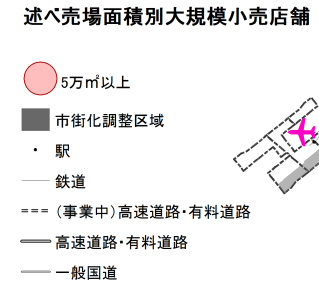 述べ売場面積別大規模小売店舗
5万㎡以上
市街化調整区域
駅
鉄道
(事業中)高速道路・有料道路
高速道路・有料道路
一般国道